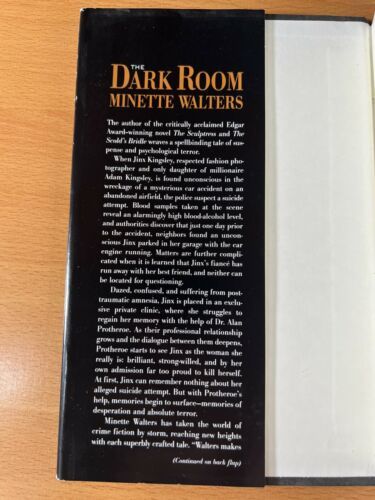 THE
DARK ROOM
MINETTE WALTERS
The author of the critically acclaimed Edgar
Award-winning novel The Sculptress and The
Scold's Bridle weaves a spellbinding tale of sus-
pense and psychological terror.
When Jinx Kingsley, respected fashion pho-
tographer and only daughter of millionaire
Adam Kingsley, is found unconscious in the
wreckage of a mysterious car accident on an
abandoned airfield, the police suspect a suicide
attempt. Blood samples taken at the scene
reveal an alarmingly high blood-alcohol level,
and authorities discover that just one day prior
to the accident, neighbors found an uncon-
scious Jinx parked in her garage with the car
engine running. Matters are further compli-
cated when it is learned that Jinx's fiancé has
run away with her best friend, and neither can
be located for questioning.
Dazed, confused, and suffering from post-
traumatic amnesia, Jinx is placed in an exclu-
sive private clinic, where she struggles to
regain her memory with the help of Dr. Alan
Protheroe. As their professional relationship
grows and the dialogue between them deepens,
Protheroe starts to see Jinx as the woman she
really is: brilliant, strong-willed, and by her
own admission far too proud to kill herself.
At first, Jinx can remember nothing about her
alleged suicide attempt. But with Protheroe's
help, memories begin to surface—memories of
desperation and absolute terror.
Minette Walters has taken the world of
crime fiction by storm, reaching new heights
with each superbly crafted tale. "Walters makes
(Continued on back flap)